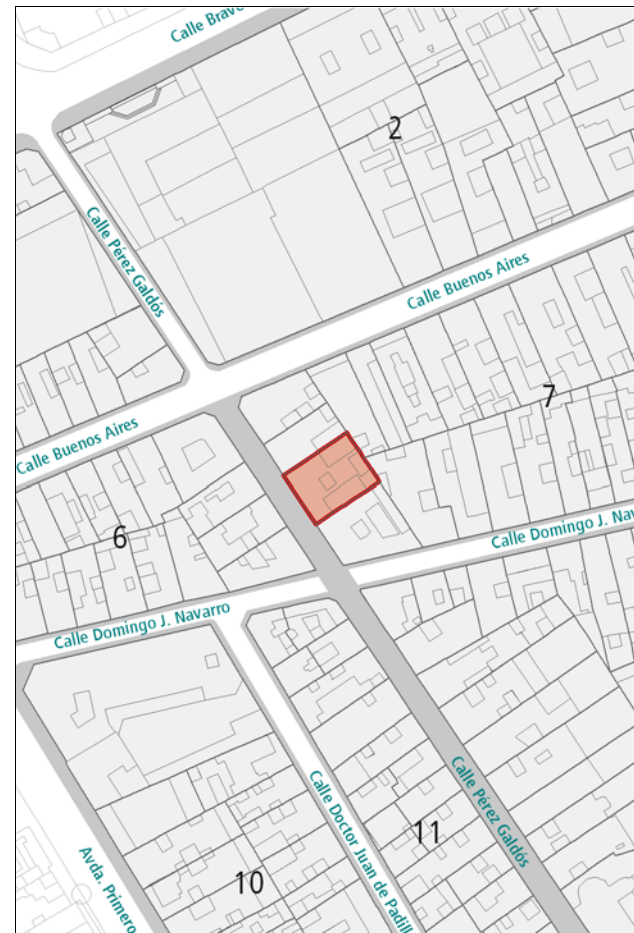 Calle Bravo
2
Calle Pérez Galdós
Calle Buenos Aires
7
Calle Buenos Aires
6
Calle Domingo J. Nav
Calle Domingo J. Navarro
Calle Pérez Galdós
Calle Doctor Juan de Padill
11
10
Avda. Primero